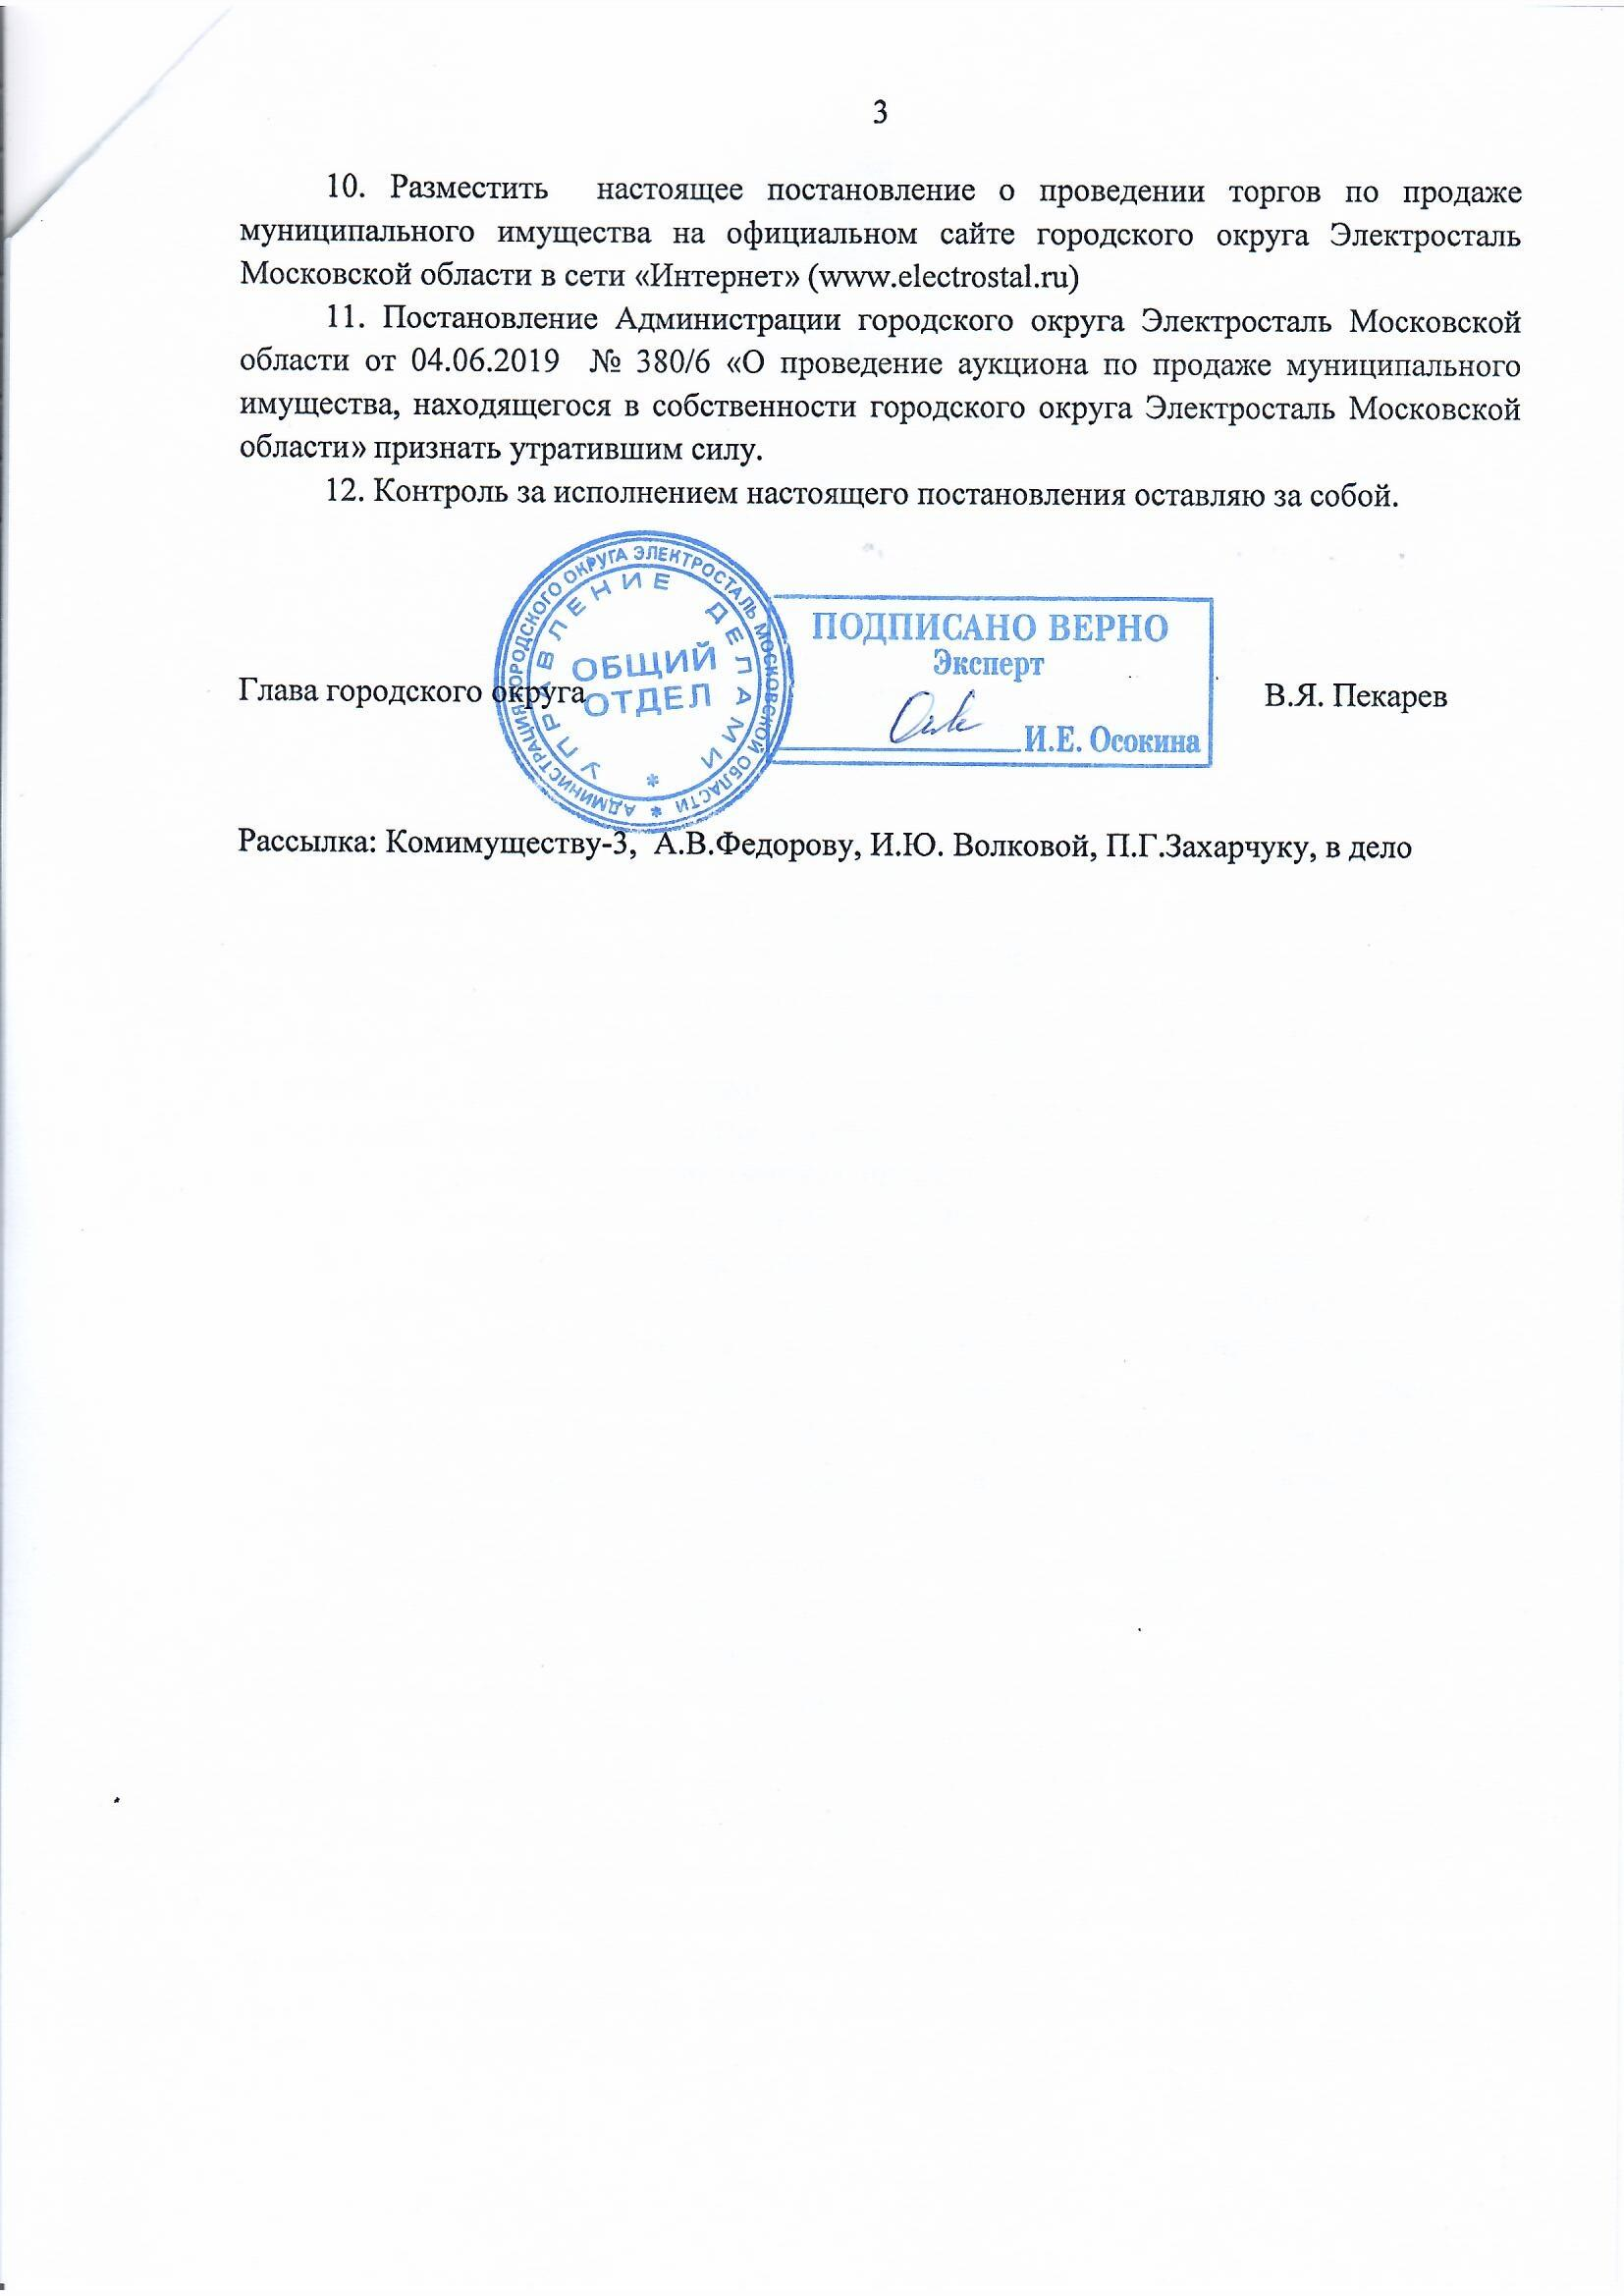 3
10. Разместить настоящее постановление о проведении торгов по продаже
муниципального имущества на официальном сайте городского округа Электросталь
Московской области в сети «Интернет» (www.electrostal.ru)
11. Постановление Администрации городского округа Электросталь Московской
области от 04.06.2019 № 380/6 «О проведение аукциона по продаже муниципального
имущества, находящегося в собственности городского округа Электросталь Московской
области» признать утратившим силу.
12. Контроль за исполнением настоящего постановления оставляю за собой.
АДМИНИСТРАЦИЯ ГОРОДСКОГО ОКРУГА ЭЛЕКТРОСТАЛЬ МОСКОВСКОЙ ОБЛАСТИ *
УПРАВЛЕНИЕ ДЕЛАМИ *
ОБЩИЙ
ОТДЕЛ
ПОДПИСАНО ВЕРНО
Эксперт
И.Е. Осокина
Глава городского округа В.Я. Пекарев
Рассылка: Комимуществу-3, А.В.Федорову, И.Ю. Волковой, П.Г.Захарчуку, в дело